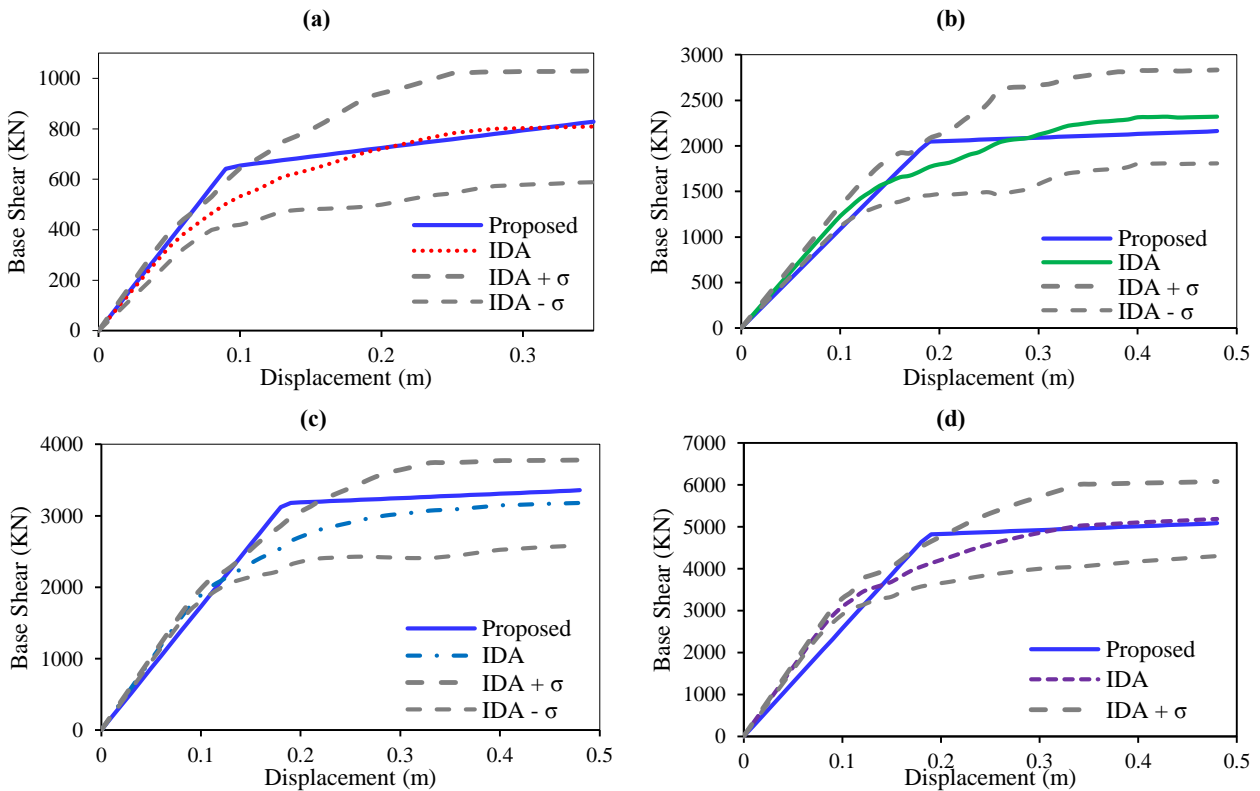 (a)
1000
800
600
400
200
0
Base Shear (KN)
0 0.1 0.2 0.3
Displacement (m)
Proposed
IDA
IDA + σ
IDA - σ
(b)
3000
2500
2000
1500
1000
500
0
Base Shear (KN)
0 0.1 0.2 0.3 0.4 0.5
Displacement (m)
Proposed
IDA
IDA + σ
IDA - σ
(c)
4000
3000
2000
1000
0
Base Shear (KN)
0 0.1 0.2 0.3 0.4 0.5
Displacement (m)
Proposed
IDA
IDA + σ
IDA - σ
(d)
7000
6000
5000
4000
3000
2000
1000
0
Base Shear (KN)
0 0.1 0.2 0.3 0.4 0.5
Displacement (m)
Proposed
IDA
IDA + σ